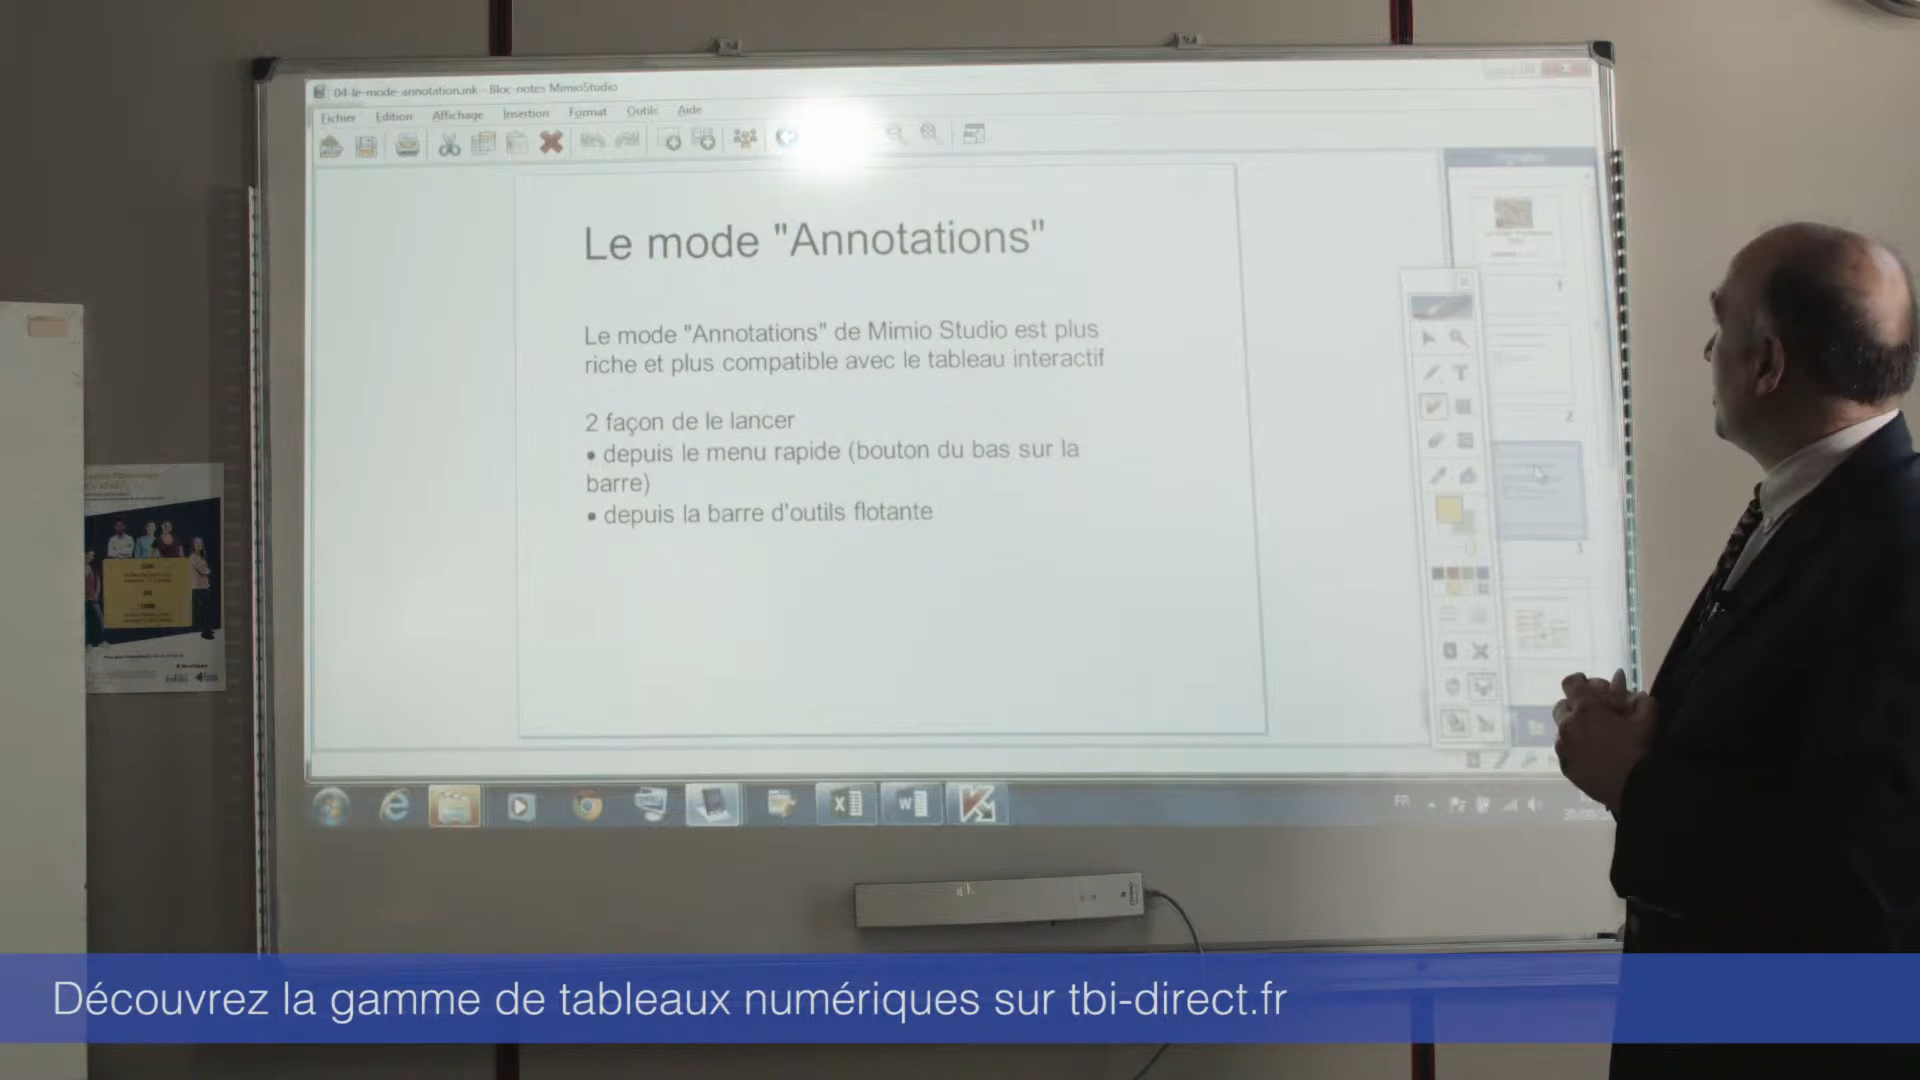 04-le-mode-annotation.ink - Bloc-notes MimioStudio
Fichier Edition Affichage Insertion Format Outils Aide
Le mode "Annotations"
Le mode "Annotations" de Mimio Studio est plus
riche et plus compatible avec le tableau interactif
2 façon de le lancer
• depuis le menu rapide (bouton du bas sur la
barre)
• depuis la barre d'outils flotante
1
2
3
FR
Découvrez la gamme de tableaux numériques sur tbi-direct.fr